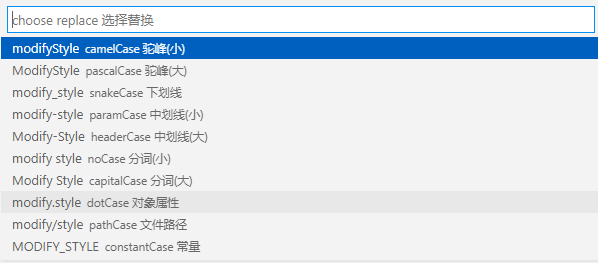 choose replace 选择替换
modifyStyle camelCase 驼峰(小)
ModifyStyle pascalCase 驼峰(大)
modify_style snakeCase 下划线
modify-style paramCase 中划线(小)
Modify-Style headerCase 中划线(大)
modify style noCase 分词(小)
Modify Style capitalCase 分词(大)
modify.style dotCase 对象属性
modify/style pathCase 文件路径
MODIFY_STYLE constantCase 常量